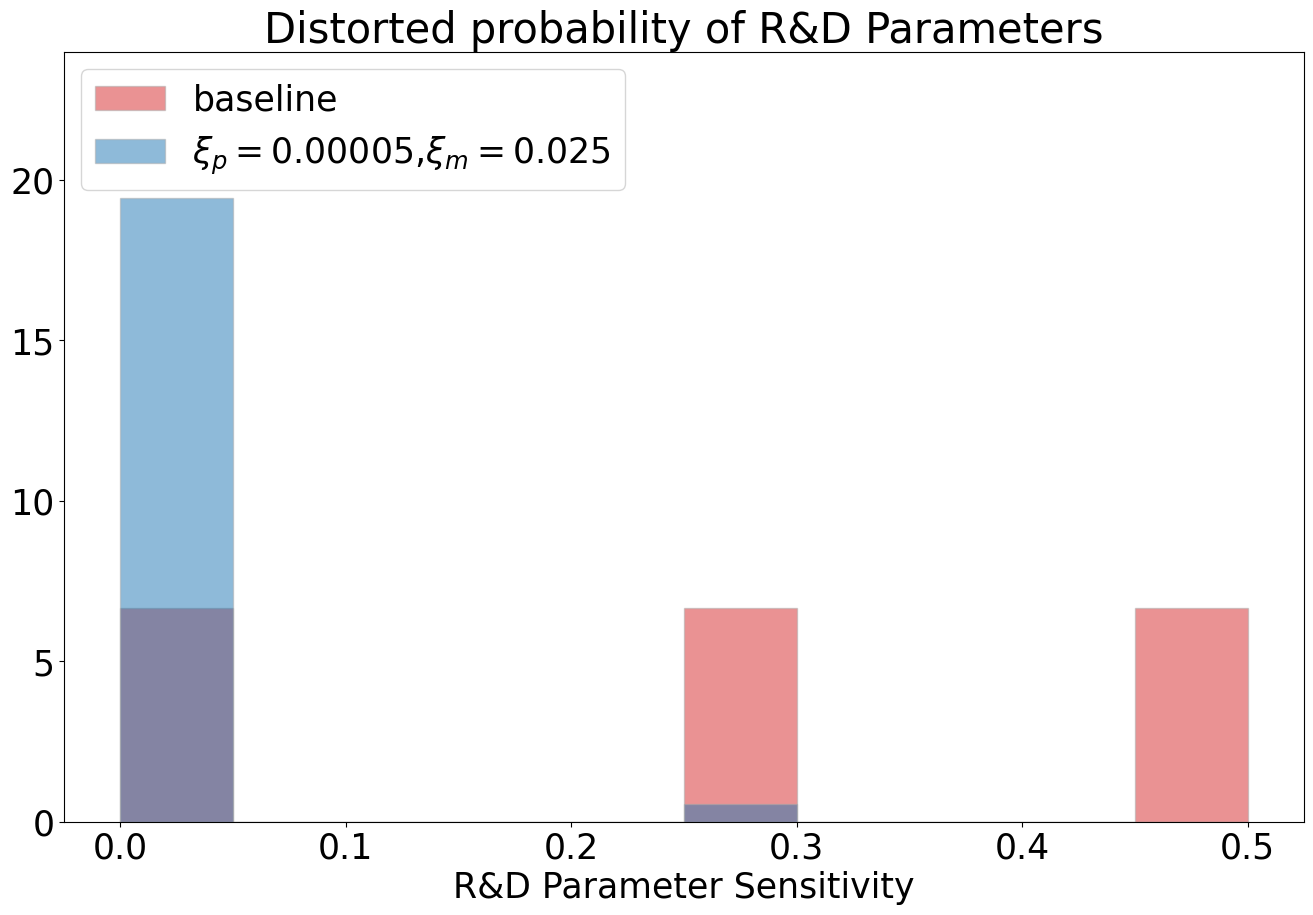 Distorted probability of R&D Parameters
baseline
ξₚ = 0.00005,ξₘ = 0.025
20
15
10
5
0
0.0 0.1 0.2 0.3 0.4 0.5
R&D Parameter Sensitivity